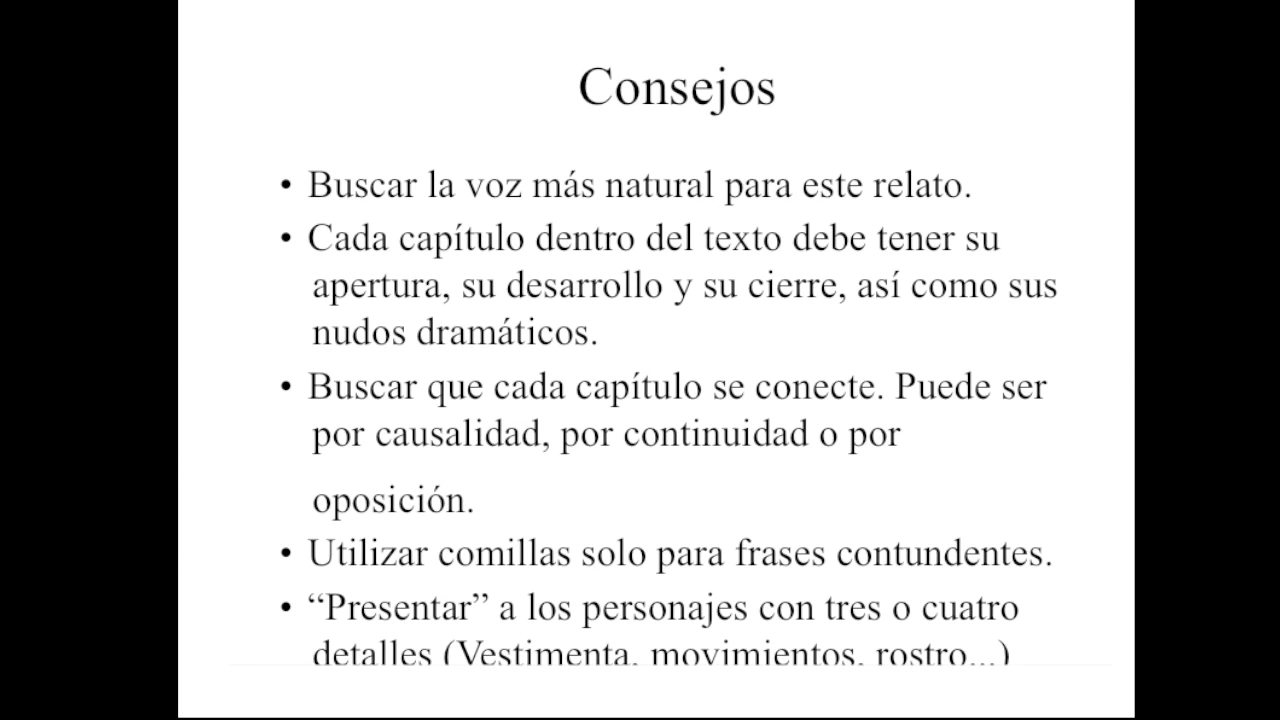 Consejos
• Buscar la voz más natural para este relato.
• Cada capítulo dentro del texto debe tener su
apertura, su desarrollo y su cierre, así como sus
nudos dramáticos.
• Buscar que cada capítulo se conecte. Puede ser
por causalidad, por continuidad o por
oposición.
• Utilizar comillas solo para frases contundentes.
• “Presentar” a los personajes con tres o cuatro
detalles (Vestimenta, movimientos, rostro...)